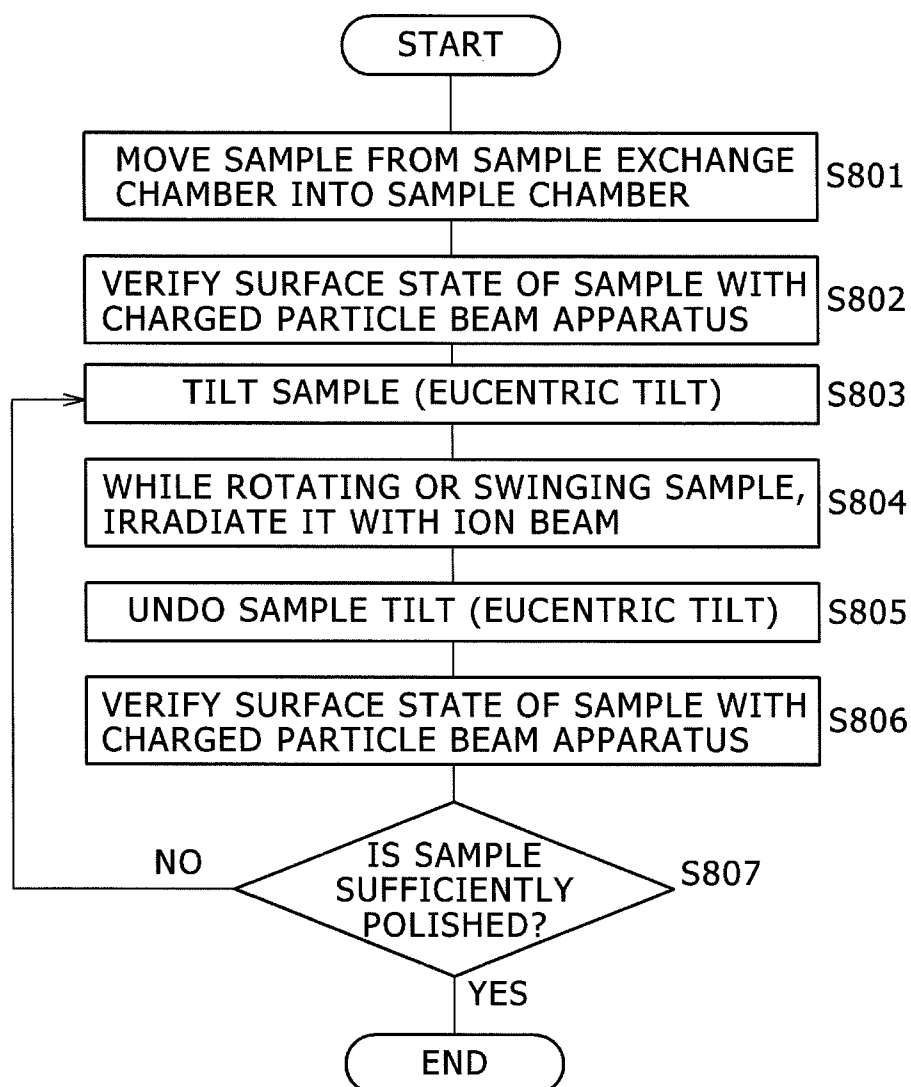 START
MOVE SAMPLE FROM SAMPLE EXCHANGE
CHAMBER INTO SAMPLE CHAMBER
S801
VERIFY SURFACE STATE OF SAMPLE WITH
CHARGED PARTICLE BEAM APPARATUS
S802
TILT SAMPLE (EUCENTRIC TILT)
S803
WHILE ROTATING OR SWINGING SAMPLE,
IRRADIATE IT WITH ION BEAM
S804
UNDO SAMPLE TILT (EUCENTRIC TILT)
S805
VERIFY SURFACE STATE OF SAMPLE WITH
CHARGED PARTICLE BEAM APPARATUS
S806
NO
IS SAMPLE
SUFFICIENTLY
POLISHED?
S807
YES
END